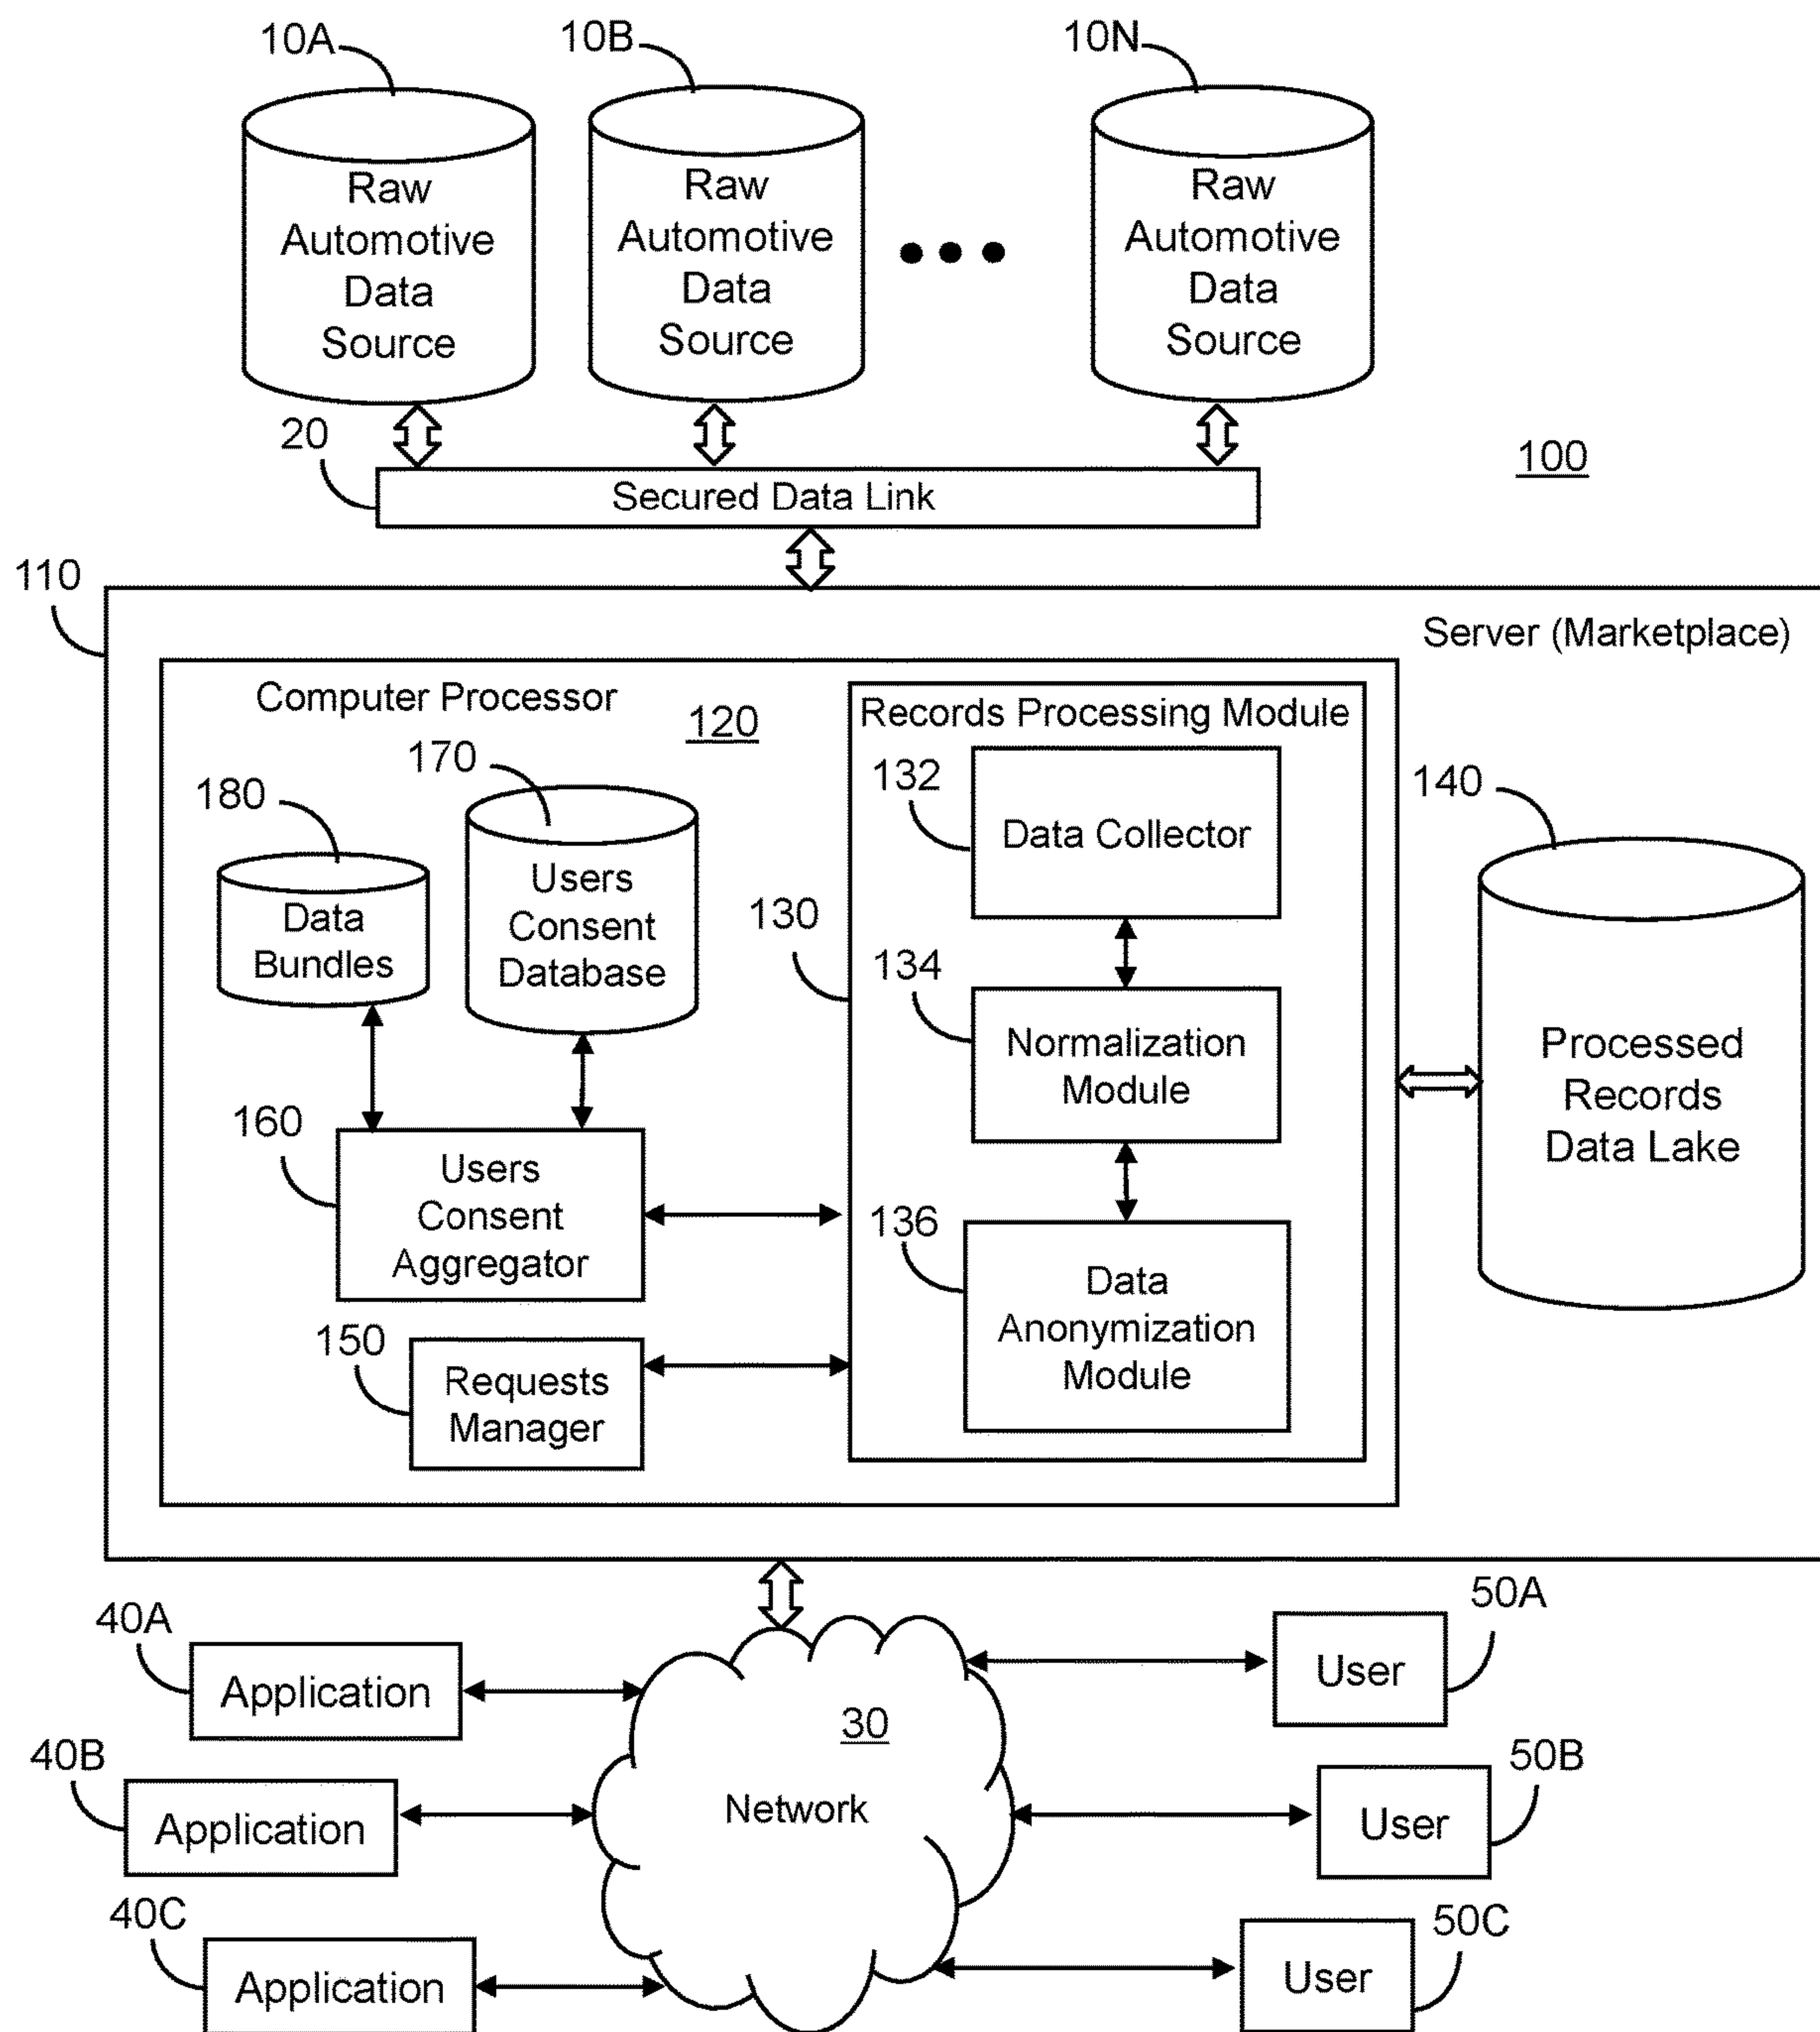 10A
10B
10N
Raw
Automotive
Data
Source
Raw
Automotive
Data
Source
Raw
Automotive
Data
Source
20
Secured Data Link
100
110
Server (Marketplace)
Computer Processor
120
Records Processing Module
170
180
Data
Bundles
Users
Consent
Database
132
Data Collector
130
134
Normalization
Module
140
Processed
Records
Data Lake
160
Users
Consent
Aggregator
136
Data
Anonymization
Module
150
Requests
Manager
40A
Application
50A
User
30
Network
40B
Application
50B
User
40C
Application
50C
User